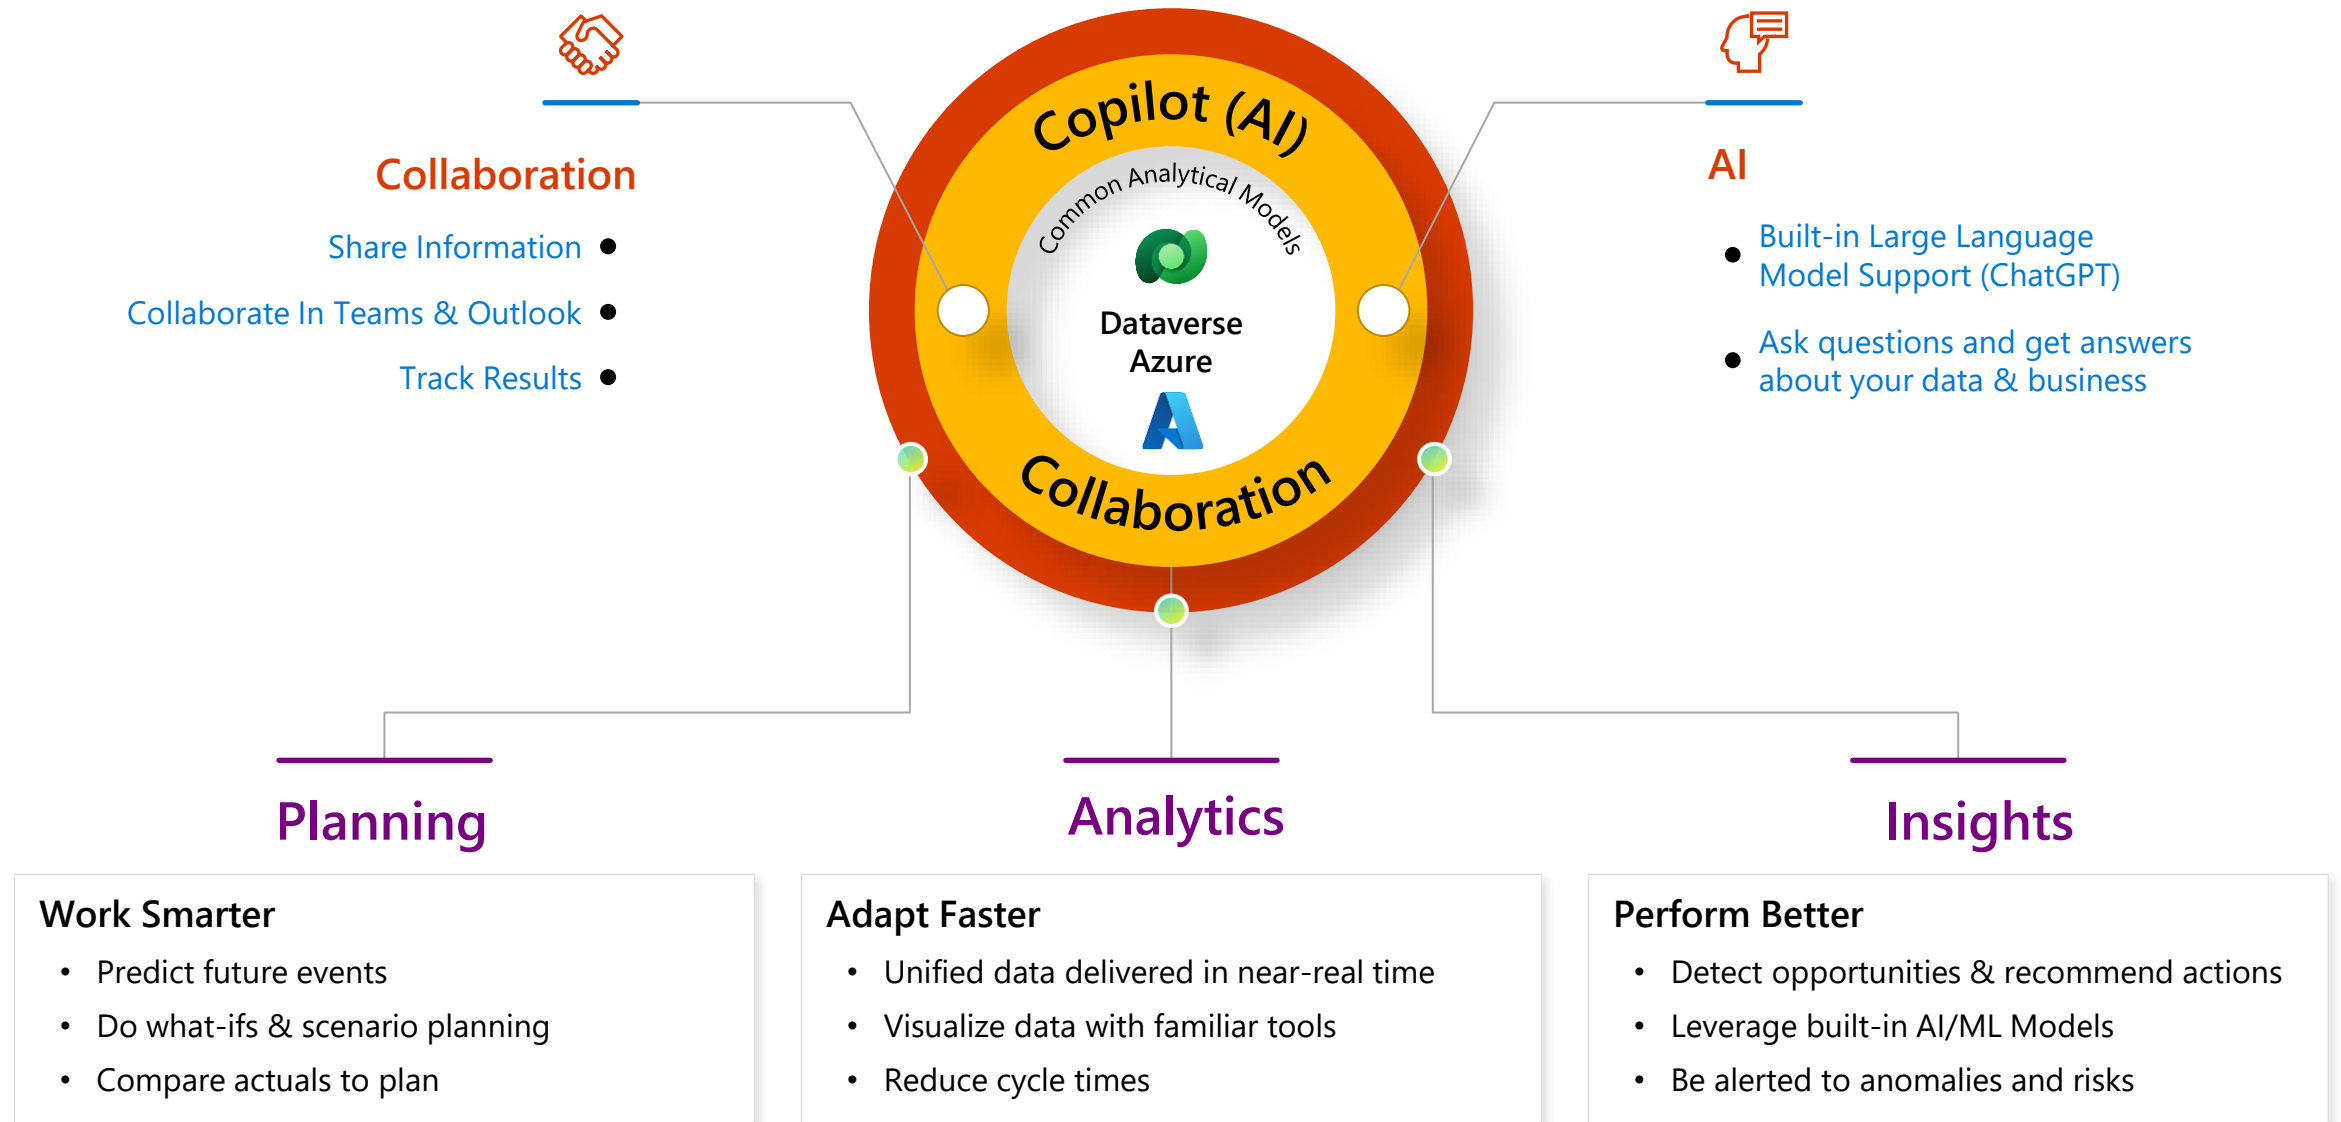 Copilot (AI)
Common Analytical Models
Dataverse
Azure
Collaboration
Collaboration
Share Information
Collaborate In Teams & Outlook
Track Results
AI
Built-in Large Language
Model Support (ChatGPT)
Ask questions and get answers
about your data & business
Planning
Work Smarter
• Predict future events
• Do what-ifs & scenario planning
• Compare actuals to plan
Analytics
Adapt Faster
• Unified data delivered in near-real time
• Visualize data with familiar tools
• Reduce cycle times
Insights
Perform Better
• Detect opportunities & recommend actions
• Leverage built-in AI/ML Models
• Be alerted to anomalies and risks